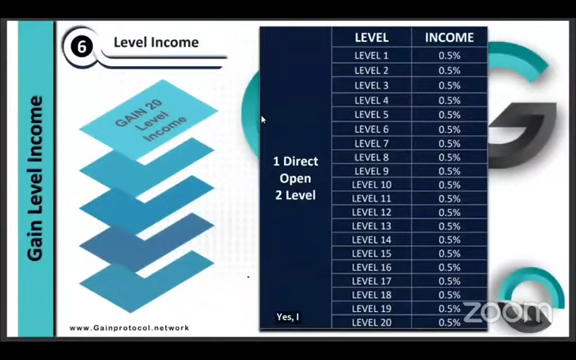 6
Level Income
Gain Level Income
GAIN 20
Level
Income
www.Gainprotocol.network
1 Direct
Open
2 Level
Yes, I
LEVEL INCOME
LEVEL 1 0.5%
LEVEL 2 0.5%
LEVEL 3 0.5%
LEVEL 4 0.5%
LEVEL 5 0.5%
LEVEL 6 0.5%
LEVEL 7 0.5%
LEVEL 8 0.5%
LEVEL 9 0.5%
LEVEL 10 0.5%
LEVEL 11 0.5%
LEVEL 12 0.5%
LEVEL 13 0.5%
LEVEL 14 0.5%
LEVEL 15 0.5%
LEVEL 16 0.5%
LEVEL 17 0.5%
LEVEL 18 0.5%
LEVEL 19 0.5%
LEVEL 20 0.5%
zoom